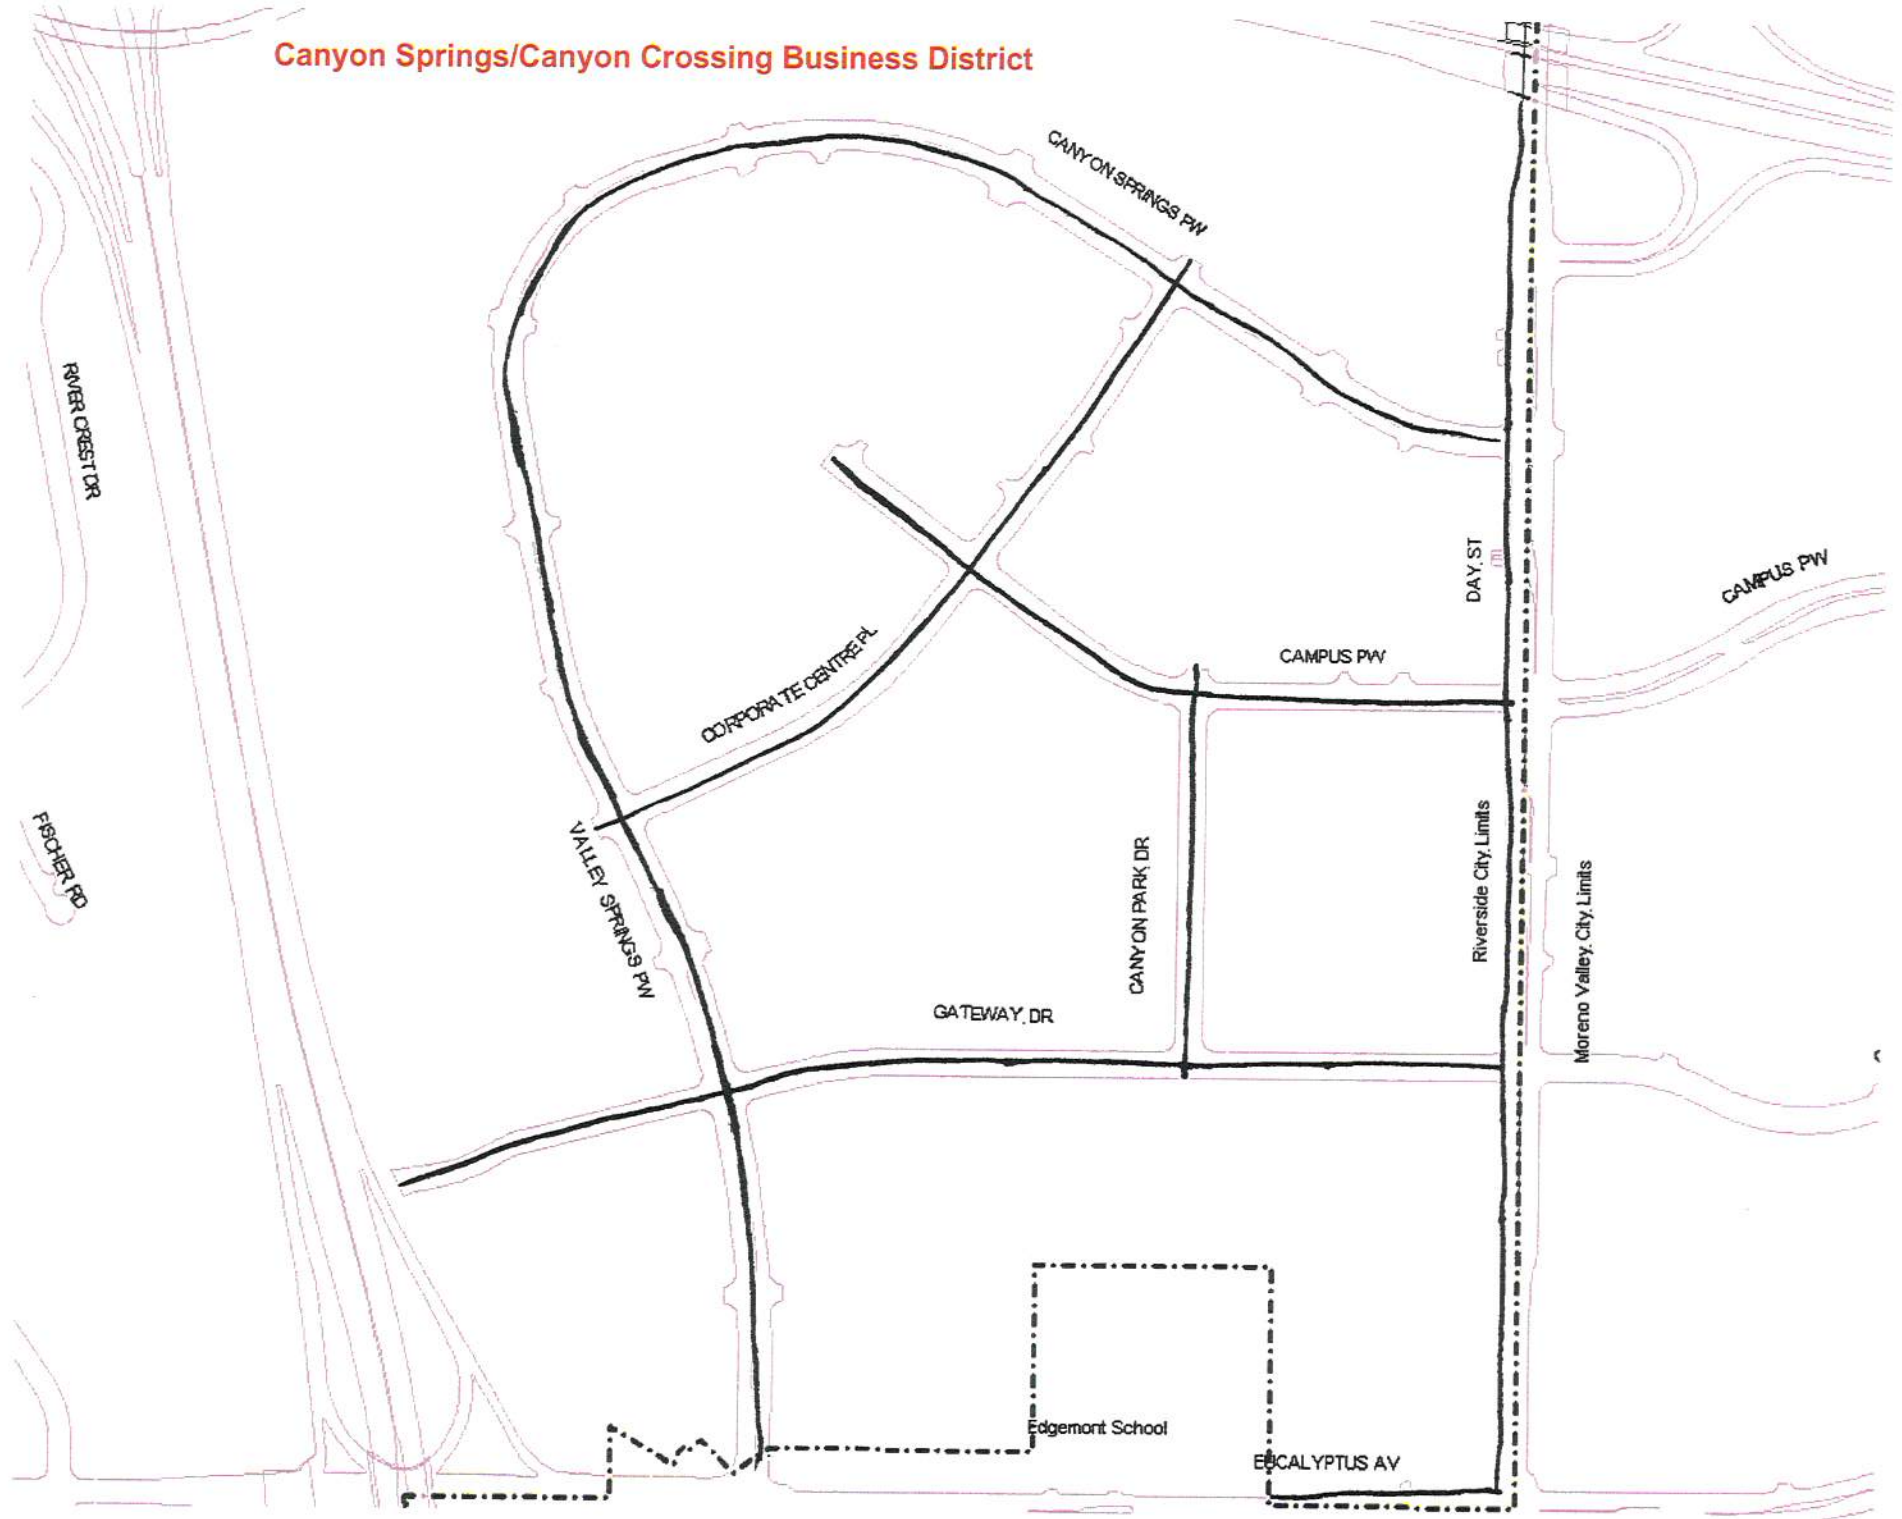 Canyon Springs/Canyon Crossing Business District
CANYON SPRINGS PW
RIVER CREST DR
DAY ST
CAMPUS PW
CAMPUS PW
CORPORATE CENTRE PL
FISCHER RD
VALLEY SPRINGS PW
CANYON PARK DR
Riverside City Limits
Moreno Valley City Limits
GATEWAY DR
Edgemont School
EUCALYPTUS AV